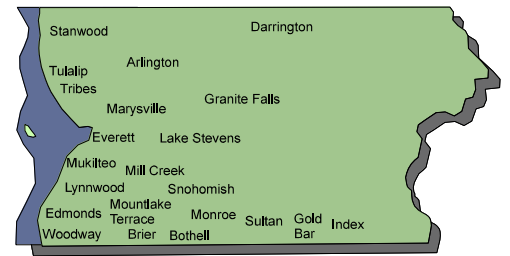 Darrington
Stanwood
Arlington
Tulalip
Tribes
Granite Falls
Marysville
Everett
Lake Stevens
Mukilteo
Mill Creek
Lynnwood
Snohomish
Mountlake
Terrace
Edmonds
Monroe
Sultan
Gold
Bar
Index
Woodway
Brier
Bothell